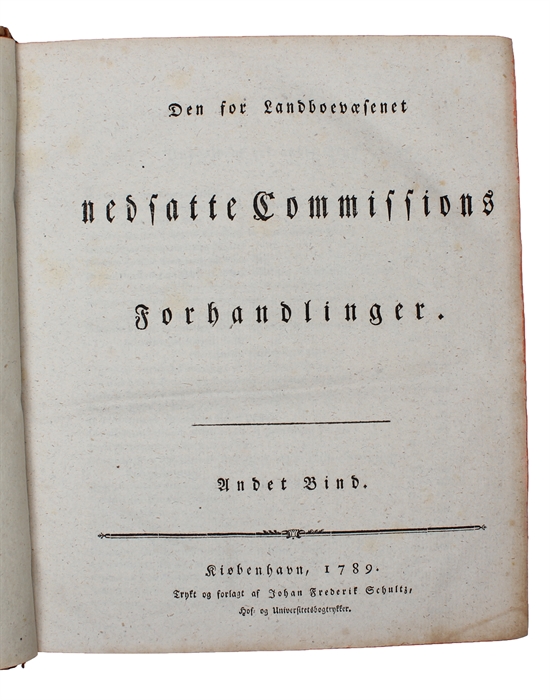 Den for Landboevæsenet
nedsatte Commissions
Forhandlinger.
Andet Bind.
Kiøbenhavn, 1789.
Trykt og forlagt af Johan Frederik Schultz,
Hof- og Universitetsbogtrykker.